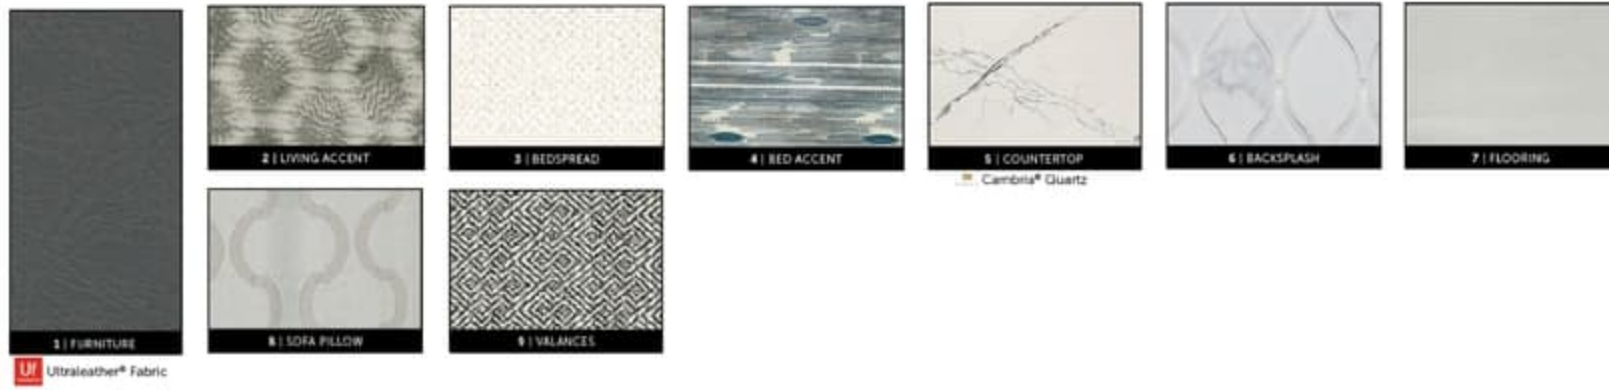 1 | FURNITURE
Uf
Ultraleather® Fabric
2 | LIVING ACCENT
3 | BEDSPREAD
4 | BED ACCENT
5 | COUNTERTOP
Cambria® Quartz
6 | BACKSPLASH
7 | FLOORING
8 | SOFA PILLOW
9 | VALANCES